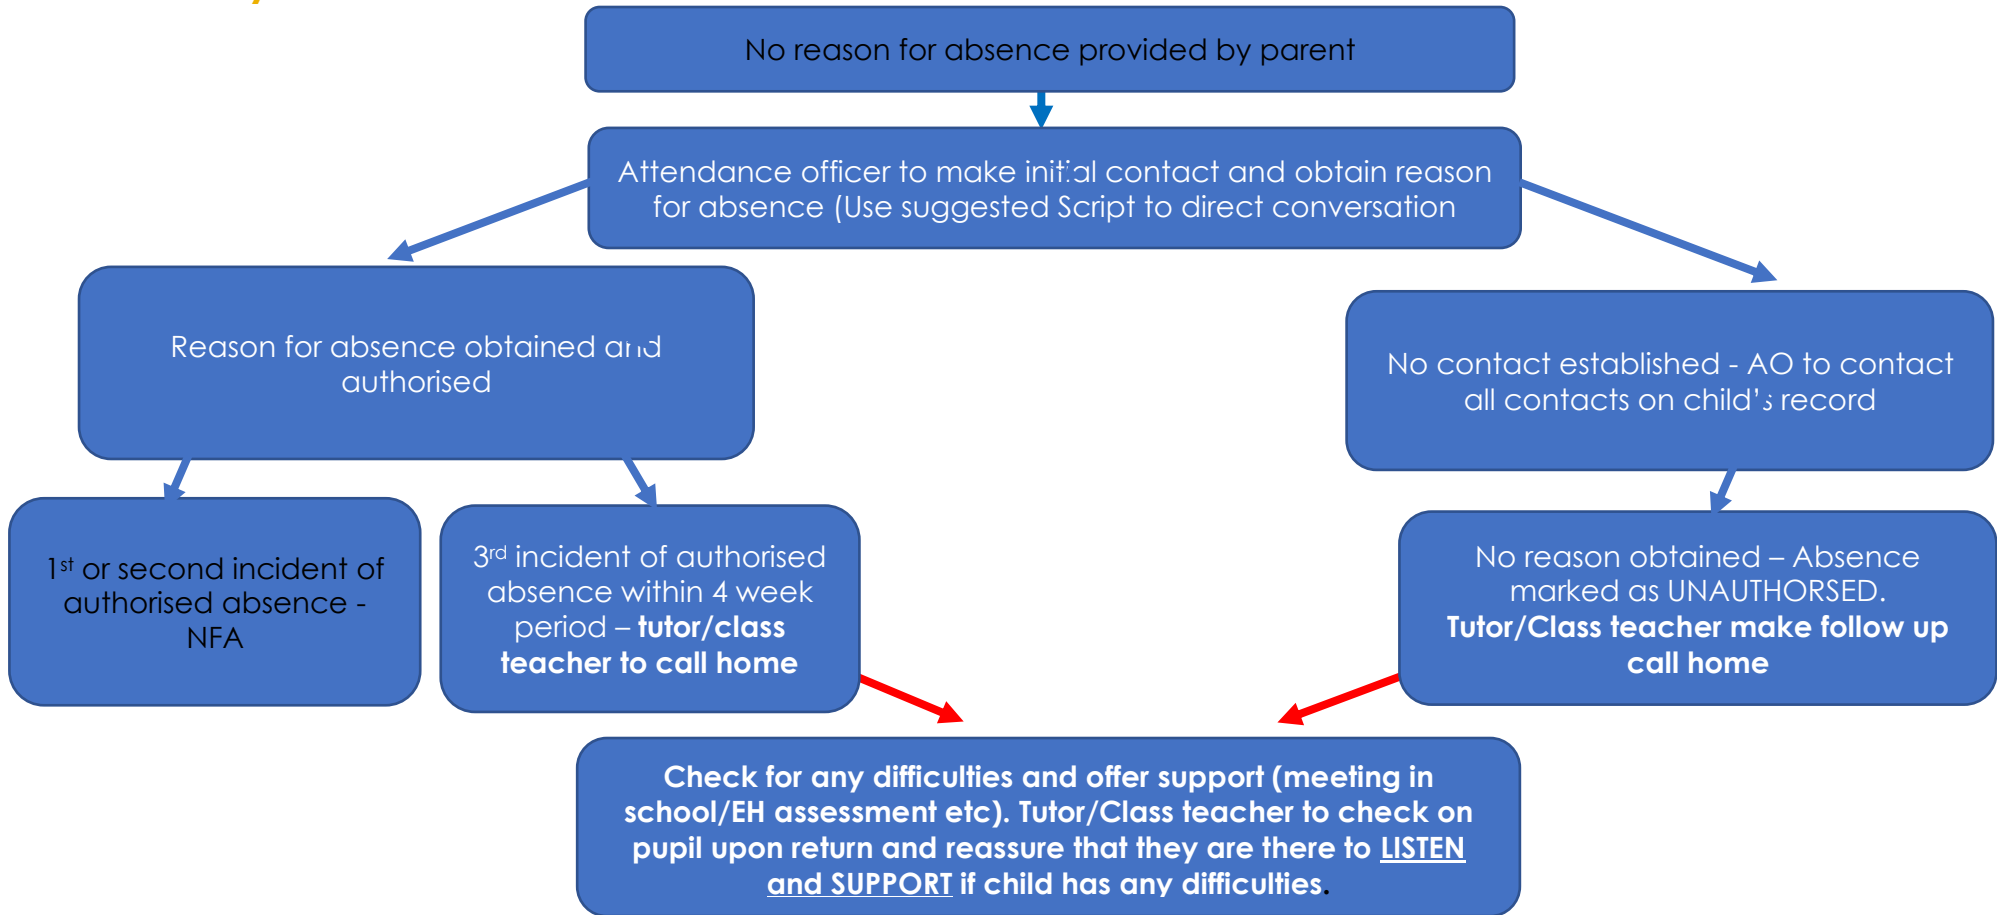 No reason for absence provided by parent
Attendance officer to make initial contact and obtain reason
for absence (Use suggested Script to direct conversation
Reason for absence obtained and
authorised
No contact established - AO to contact
all contacts on child's record
1st or second incident of
authorised absence -
NFA
3rd incident of authorised
absence within 4 week
period – tutor/class
teacher to call home
No reason obtained – Absence
marked as UNAUTHORSED.
Tutor/Class teacher make follow up
call home
Check for any difficulties and offer support (meeting in
school/EH assessment etc). Tutor/Class teacher to check on
pupil upon return and reassure that they are there to LISTEN
and SUPPORT if child has any difficulties.